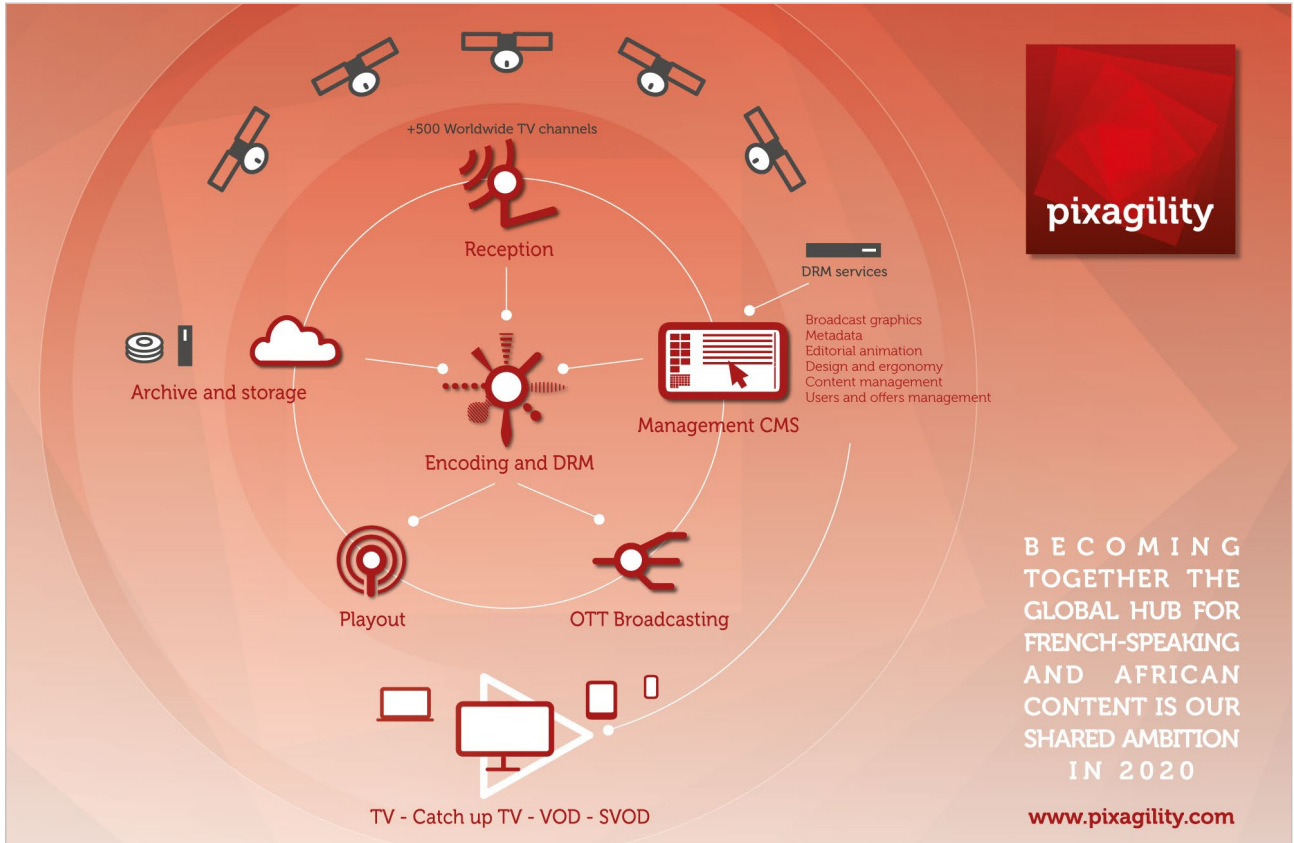 +500 Worldwide TV channels
pixagility
Reception
DRM services
Broadcast graphics
Metadata
Editorial animation
Design and ergonomy
Content management
Users and offers management
Archive and storage
Management CMS
Encoding and DRM
Playout
OTT Broadcasting
TV - Catch up TV - VOD - SVOD
BECOMING
TOGETHER THE
GLOBAL HUB FOR
FRENCH-SPEAKING
AND AFRICAN
CONTENT IS OUR
SHARED AMBITION
IN 2020
www.pixagility.com